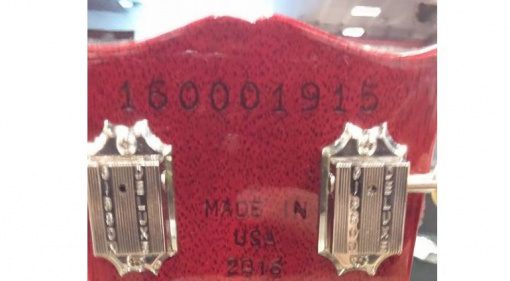 160001915
GIBSON
DELUXE
GIBSON
DELUXE
MADE IN
USA
2016